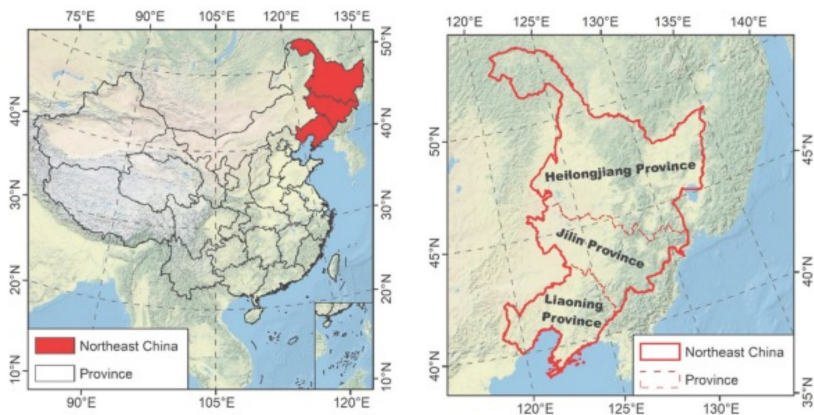 75°E 90°E 105°E 120°E 135°E
50°N
40°N
40°N
30°N
30°N
20°N
20°N
10°N
10°N
Northeast China
Province
90°E 105°E 120°E
120°E 125°E 130°E 135°E 140°E
50°N
45°N
45°N
40°N
40°N
35°N
Heilongjiang Province
Jilin Province
Liaoning
Province
Northeast China
Province
120°E 125°E 130°E